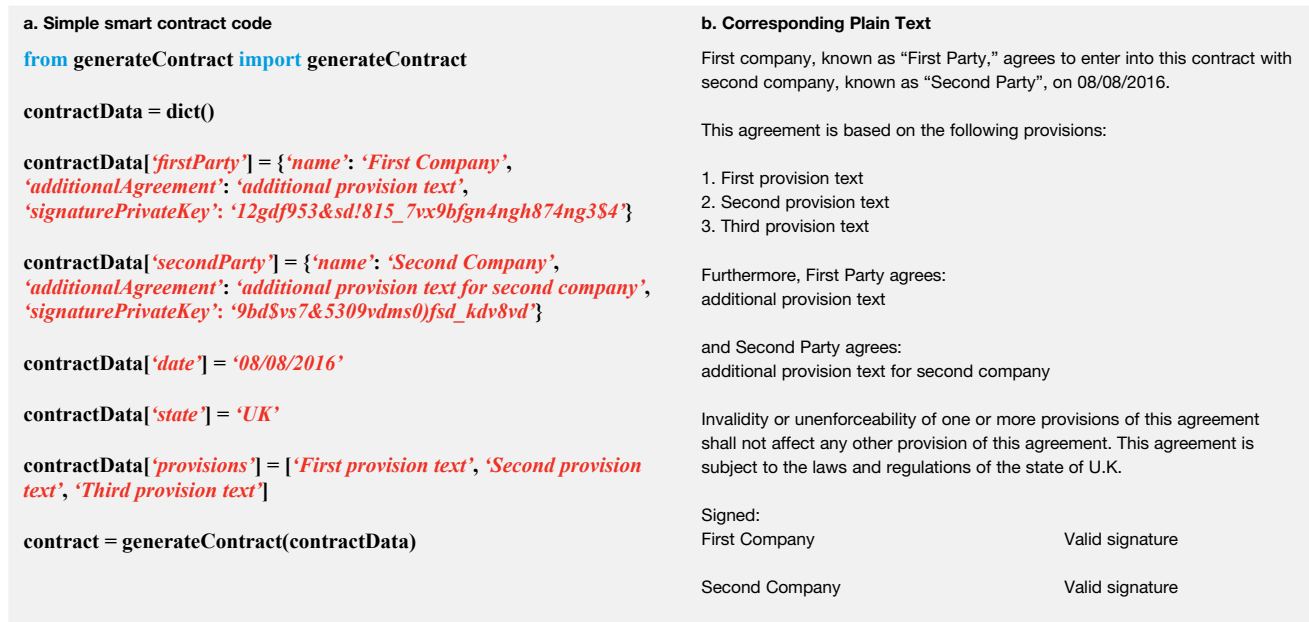 a. Simple smart contract code
from generateContract import generateContract
contractData = dict()
contractData[‘firstParty’] = {‘name’: ‘First Company’,
‘additionalAgreement’: ‘additional provision text’,
‘signaturePrivateKey’: ‘12gdf953&sd!815_7vx9bfgn4ngh874ng3$4’}
contractData[‘secondParty’] = {‘name’: ‘Second Company’,
‘additionalAgreement’: ‘additional provision text for second company’,
‘signaturePrivateKey’: ‘9bd$vs7&5309vdms0)fsd_kdv8vd’}
contractData[‘date’] = ‘08/08/2016’
contractData[‘state’] = ‘UK’
contractData[‘provisions’] = [‘First provision text’, ‘Second provision
text’, ‘Third provision text’]
contract = generateContract(contractData)
b. Corresponding Plain Text
First company, known as “First Party,” agrees to enter into this contract with
second company, known as “Second Party”, on 08/08/2016.
This agreement is based on the following provisions:
1. First provision text
2. Second provision text
3. Third provision text
Furthermore, First Party agrees:
additional provision text
and Second Party agrees:
additional provision text for second company
Invalidity or unenforceability of one or more provisions of this agreement
shall not affect any other provision of this agreement. This agreement is
subject to the laws and regulations of the state of U.K.
Signed:
First Company Valid signature
Second Company Valid signature